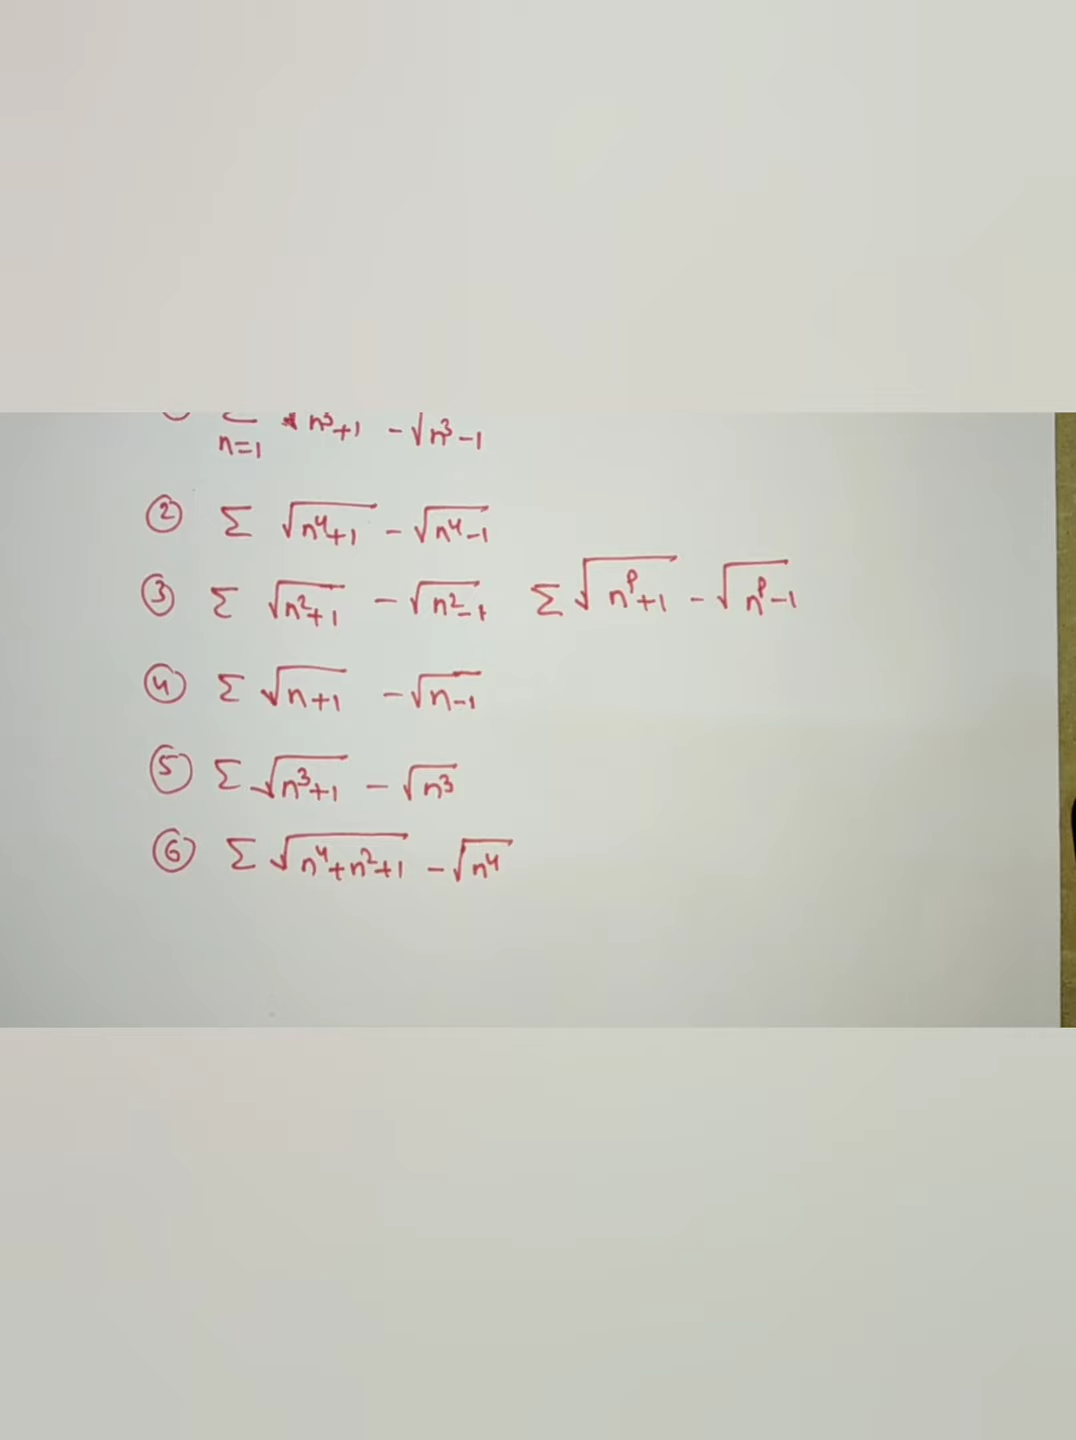 ∑ n=1 √n³+1 - √n³-1
② ∑ √n⁴+1 - √n⁴-1
③ ∑ √n²+1 - √n²-1 ∑ √nᵖ+1 - √nᵖ-1
④ ∑ √n+1 - √n-1
⑤ ∑ √n³+1 - √n³
⑥ ∑ √n⁴+n²+1 - √n⁴